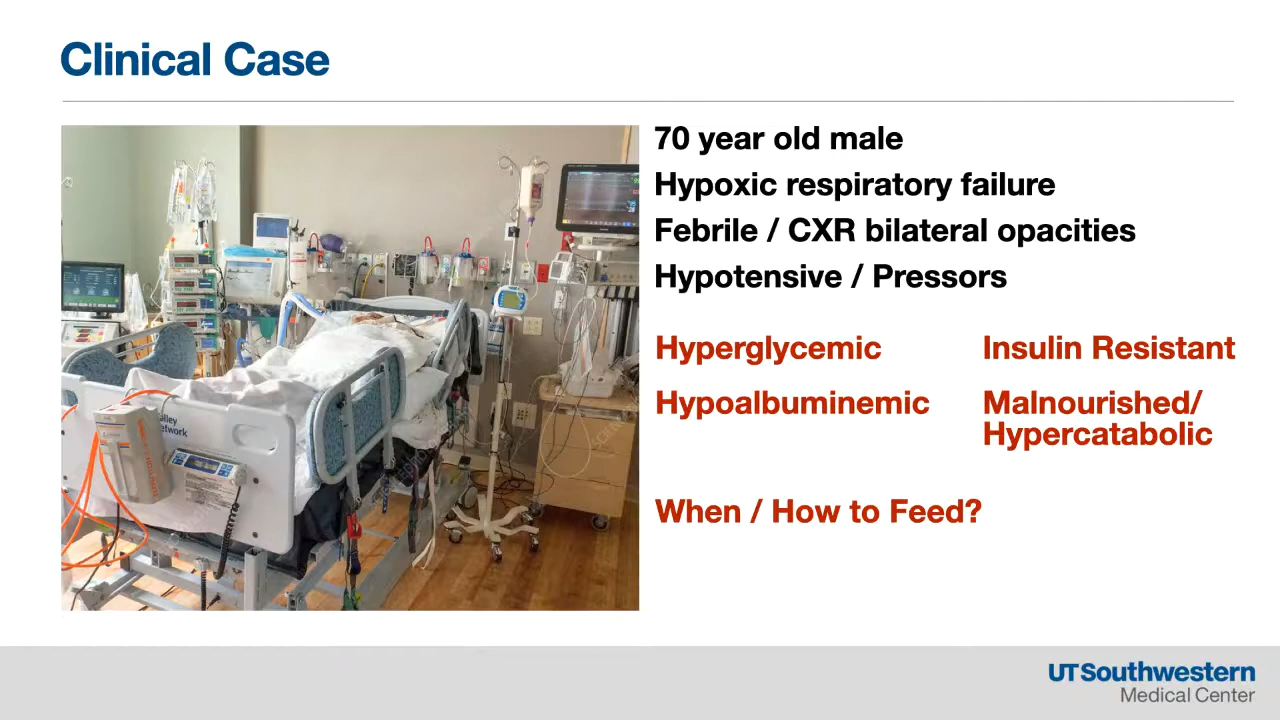 Clinical Case
70 year old male
Hypoxic respiratory failure
Febrile / CXR bilateral opacities
Hypotensive / Pressors
Hyperglycemic
Insulin Resistant
Hypoalbuminemic
Malnourished/
Hypercatabolic
When / How to Feed?
UTSouthwestern
Medical Center